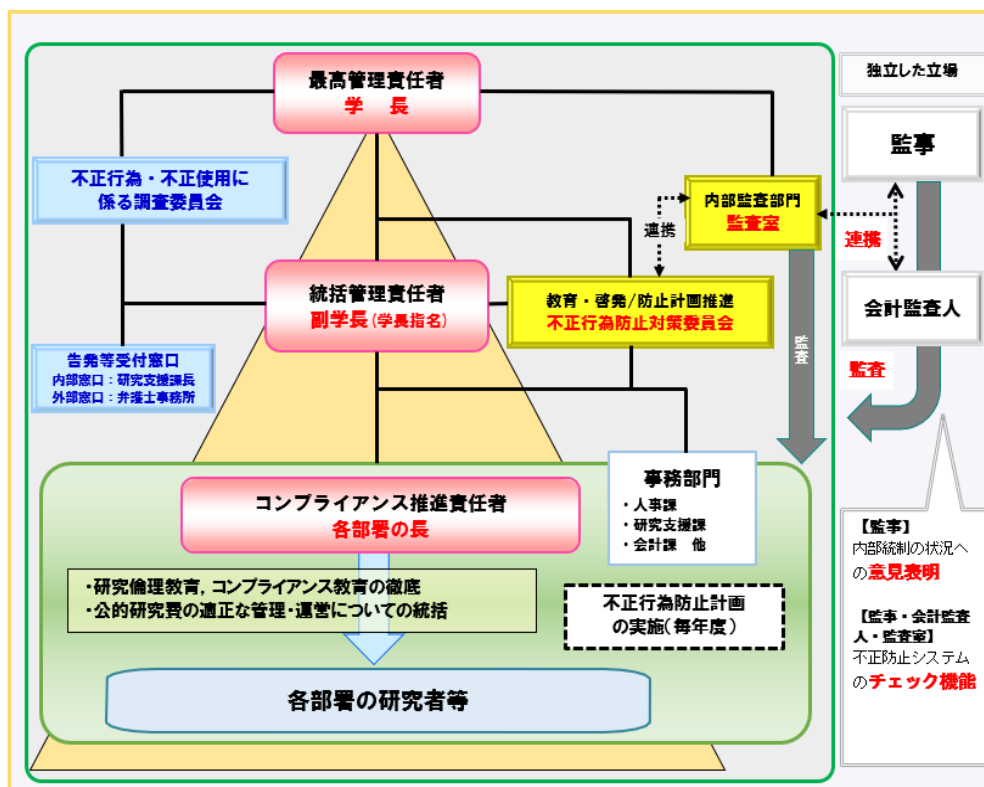 最高管理責任者
学 長
独立した立場
監事
不正行為・不正使用に
係る調査委員会
内部監査部門
監査室
連携
連携
統括管理責任者
副学長(学長指名)
教育・啓発/防止計画推進
不正行為防止対策委員会
会計監査人
監査
監査
告発等受付窓口
内部窓口：研究支援課長
外部窓口：弁護士事務所
コンプライアンス推進責任者
各部署の長
事務部門
・人事課
・研究支援課
・会計課 他
・研究倫理教育，コンプライアンス教育の徹底
・公的研究費の適正な管理・運営についての統括
不正行為防止計画
の実施(毎年度)
各部署の研究者等
【監事】
内部統制の状況へ
の意見表明
【監事・会計監査
人・監査室】
不正防止システム
のチェック機能